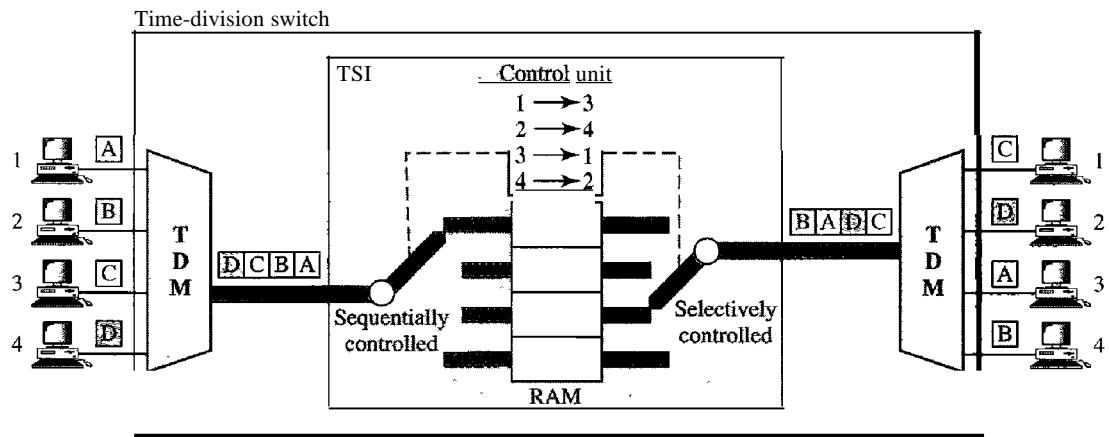 Time-division switch
TSI
Control unit
1 → 3
2 → 4
3 → 1
4 → 2
1 A
2 B
3 C
4 D
T
D
M
D C B A
Sequentially
controlled
RAM
Selectively
controlled
B A D C
T
D
M
C 1
D 2
A 3
B 4